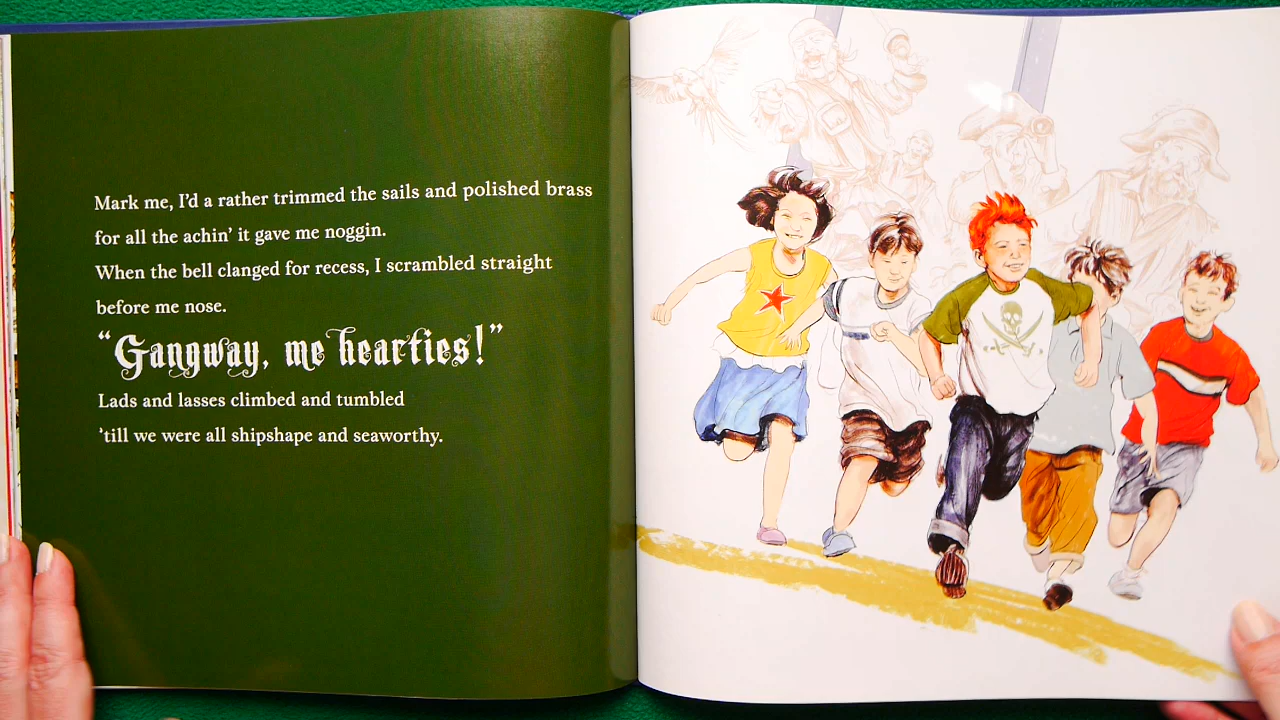 Mark me, I'd a rather trimmed the sails and polished brass
for all the achin' it gave me noggin.
When the bell clanged for recess, I scrambled straight
before me nose.
“Gangway, me hearties!”
Lads and lasses climbed and tumbled
'till we were all shipshape and seaworthy.